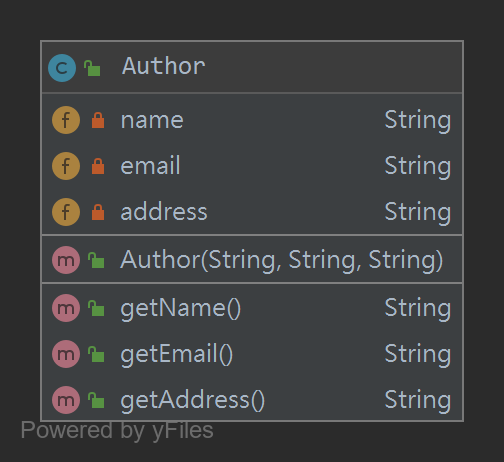 C Author
f name String
f email String
f address String
m Author(String, String, String)
m getName() String
m getEmail() String
m getAddress() String
Powered by yFiles